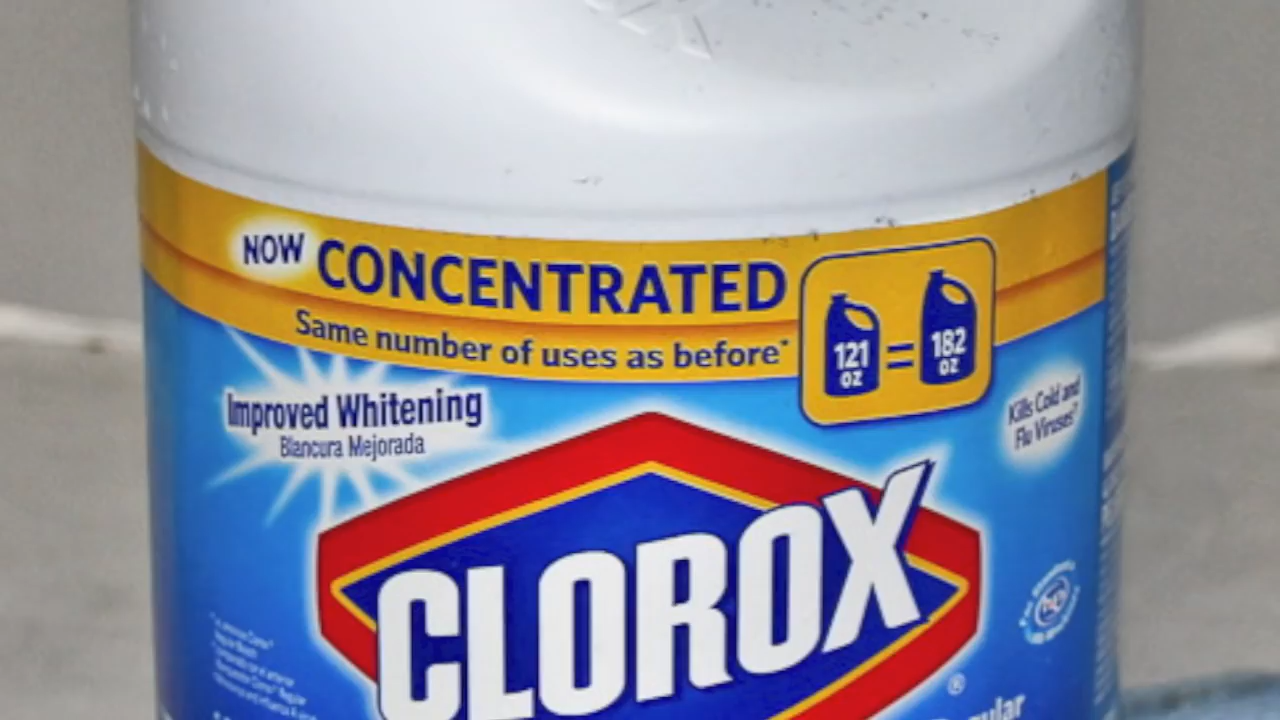 NOW CONCENTRATED
Same number of uses as before*
121
OZ
=
182
OZ
Improved Whitening
Blancura Mejorada
Kills Cold and
Flu Viruses†
CLOROX
®